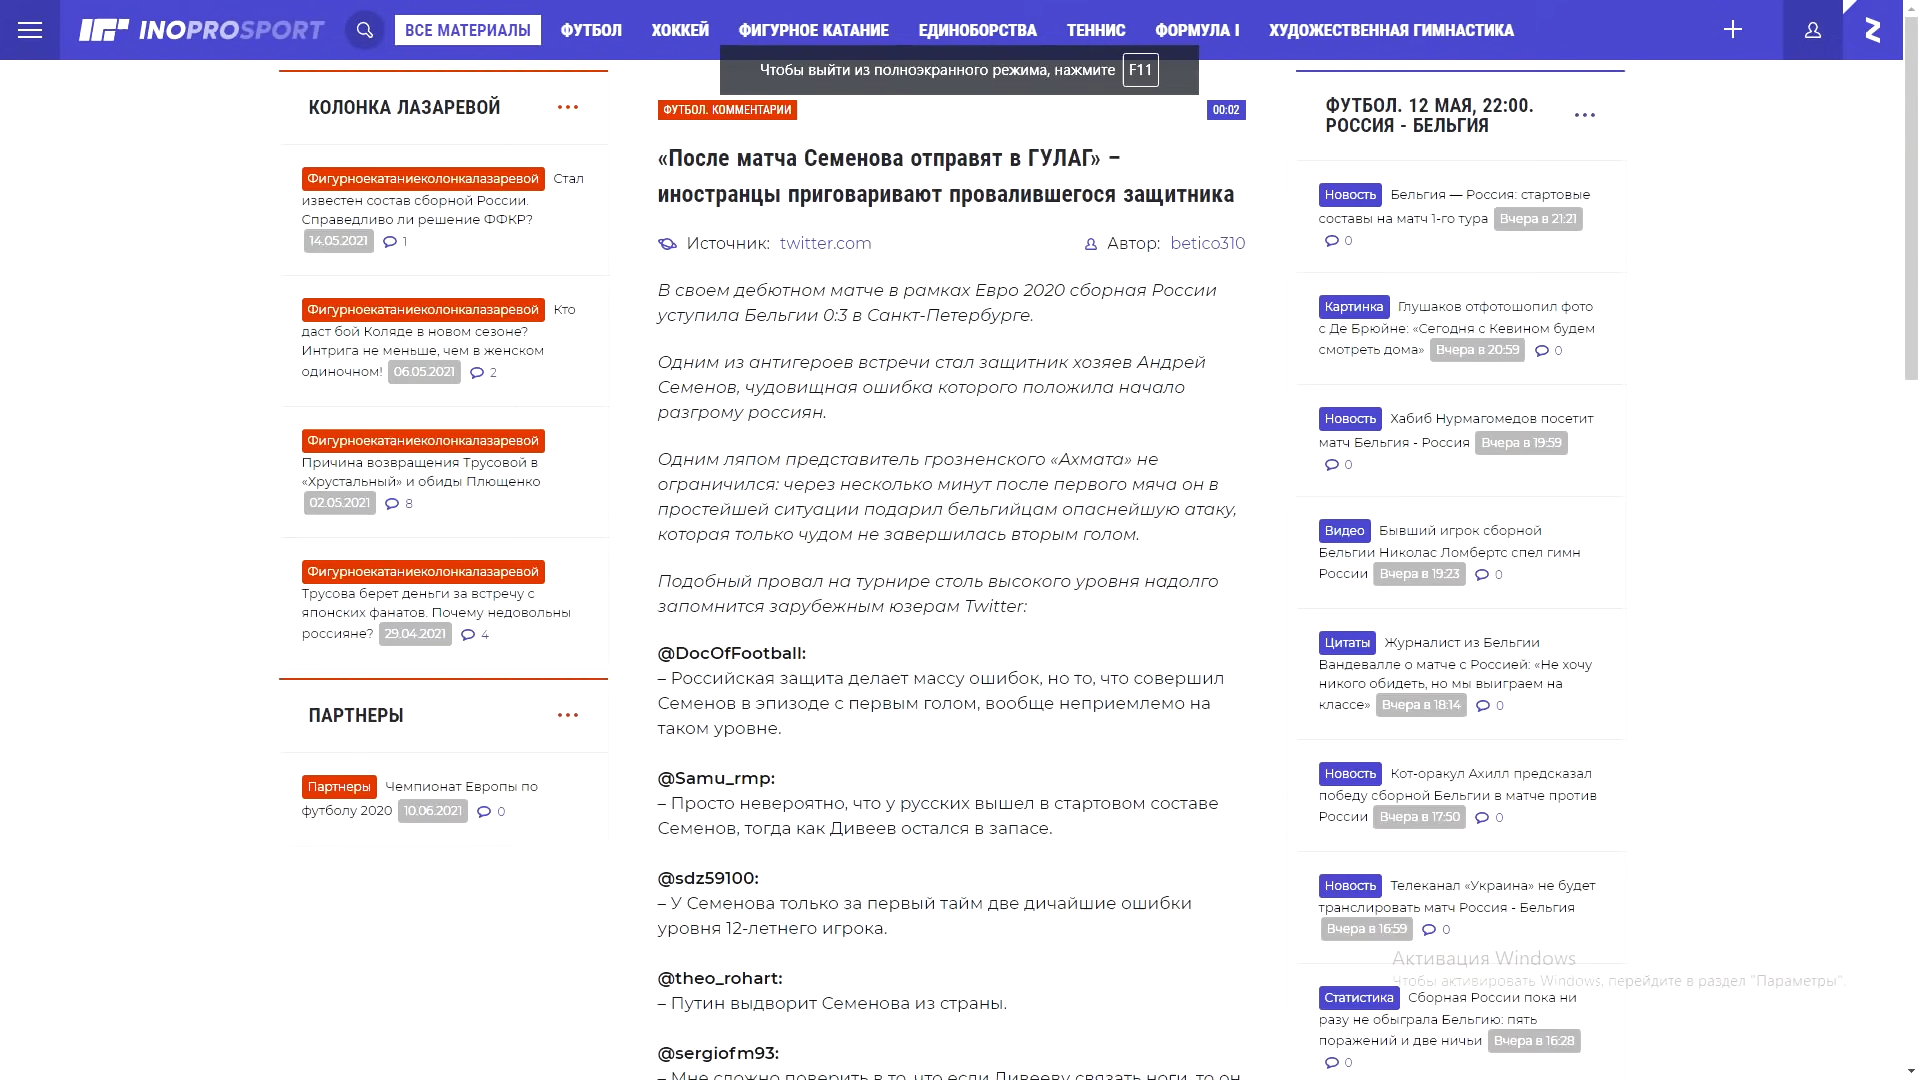 INOPROSPORT
ВСЕ МАТЕРИАЛЫ
ФУТБОЛ
ХОККЕЙ
ФИГУРНОЕ КАТАНИЕ
ЕДИНОБОРСТВА
ТЕННИС
ФОРМУЛА I
ХУДОЖЕСТВЕННАЯ ГИМНАСТИКА
Чтобы выйти из полноэкранного режима, нажмите F11
КОЛОНКА ЛАЗАРЕВОЙ
Фигурноекатаниеколонкалазаревой Стал
известен состав сборной России.
Справедливо ли решение ФФКР?
14.05.2021 1
Фигурноекатаниеколонкалазаревой Кто
даст бой Коляде в новом сезоне?
Интрига не меньше, чем в женском
одиночном! 06.05.2021 2
Фигурноекатаниеколонкалазаревой
Причина возвращения Трусовой в
«Хрустальный» и обиды Плющенко
02.05.2021 8
Фигурноекатаниеколонкалазаревой
Трусова берет деньги за встречу с
японских фанатов. Почему недовольны
россияне? 29.04.2021 4
ПАРТНЕРЫ
Партнеры Чемпионат Европы по
футболу 2020 10.06.2021 0
ФУТБОЛ. КОММЕНТАРИИ
00:02
«После матча Семенова отправят в ГУЛАГ» –
иностранцы приговаривают провалившегося защитника
Источник: twitter.com
Автор: betico310
В своем дебютном матче в рамках Евро 2020 сборная России
уступила Бельгии 0:3 в Санкт-Петербурге.
Одним из антигероев встречи стал защитник хозяев Андрей
Семенов, чудовищная ошибка которого положила начало
разгрому россиян.
Одним ляпом представитель грозненского «Ахмата» не
ограничился: через несколько минут после первого мяча он в
простейшей ситуации подарил бельгийцам опаснейшую атаку,
которая только чудом не завершилась вторым голом.
Подобный провал на турнире столь высокого уровня надолго
запомнится зарубежным юзерам Twitter:
@DocOfFootball:
– Российская защита делает массу ошибок, но то, что совершил
Семенов в эпизоде с первым голом, вообще неприемлемо на
таком уровне.
@Samu_rmp:
– Просто невероятно, что у русских вышел в стартовом составе
Семенов, тогда как Дивеев остался в запасе.
@sdz59100:
– У Семенова только за первый тайм две дичайшие ошибки
уровня 12-летнего игрока.
@theo_rohart:
– Путин выдворит Семенова из страны.
@sergiofm93:
– Мне сложно поверить в то, что если Дивееву связать ноги, то он
ФУТБОЛ. 12 МАЯ, 22:00.
РОССИЯ - БЕЛЬГИЯ
Новость Бельгия — Россия: стартовые
составы на матч 1-го тура Вчера в 21:21
0
Картинка Глушаков отфотошопил фото
с Де Брюйне: «Сегодня с Кевином будем
смотреть дома» Вчера в 20:59 0
Новость Хабиб Нурмагомедов посетит
матч Бельгия - Россия Вчера в 19:59
0
Видео Бывший игрок сборной
Бельгии Николас Ломбертс спел гимн
России Вчера в 19:23 0
Цитаты Журналист из Бельгии
Вандевалле о матче с Россией: «Не хочу
никого обидеть, но мы выиграем на
классе» Вчера в 18:14 0
Новость Кот-оракул Ахилл предсказал
победу сборной Бельгии в матче против
России Вчера в 17:50 0
Новость Телеканал «Украина» не будет
транслировать матч Россия - Бельгия
Вчера в 16:59 0
Активация Windows
Чтобы активировать Windows, перейдите в раздел "Параметры".
Статистика Сборная России пока ни
разу не обыграла Бельгию: пять
поражений и две ничьи Вчера в 16:28
0